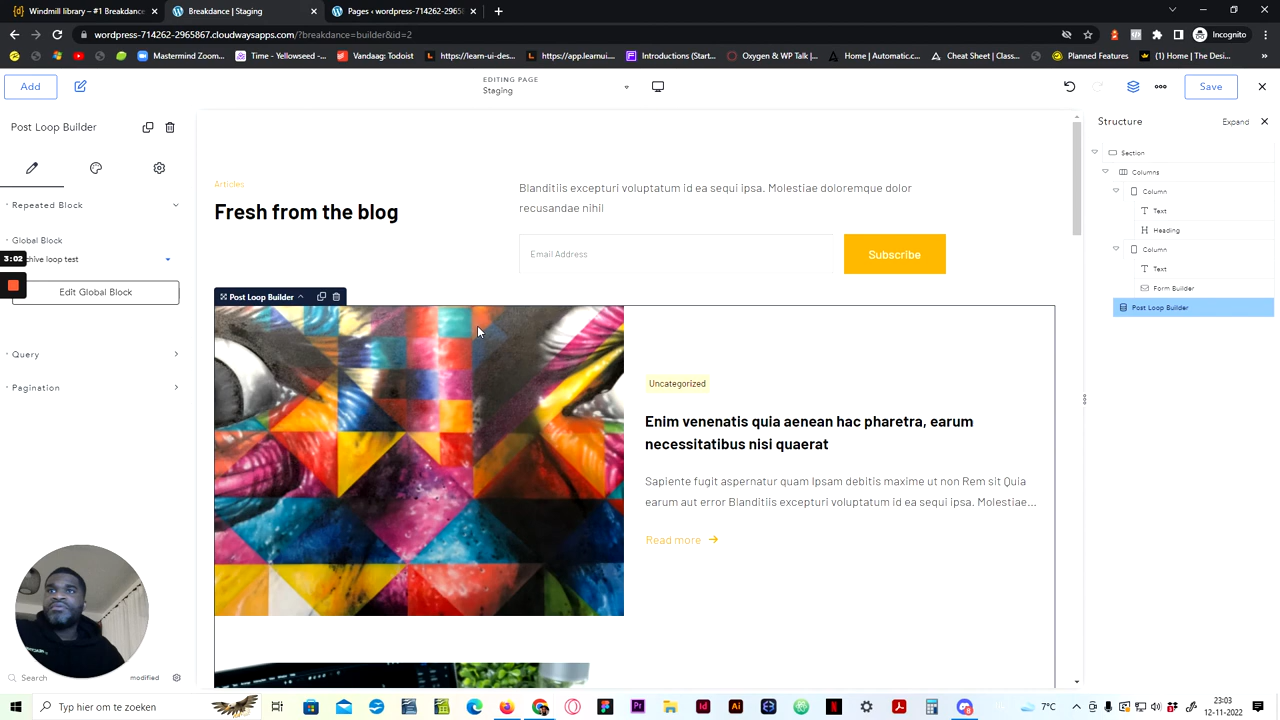 Windmill library – #1 Breakdance
Breakdance ‹ Staging
Pages ‹ wordpress-714262-29658
wordpress-714262-2965867.cloudwaysapps.com/?breakdance=builder&id=2
Incognito
Mastermind Zoom...
Time - Yellowseed -...
Vandaag: Todoist
https://learn-ui-des...
https://app.learnui....
Introductions (Start...
Oxygen & WP Talk |...
Home | Automatic.c...
Cheat Sheet | Core...
Planned Features
(1) Home | The Desi...
Add
EDITING PAGE
Staging
Save
Post Loop Builder
Repeated Block
Global Block
chive loop test
Edit Global Block
Query
Pagination
3:02
Search
modified
Articles
Fresh from the blog
Blanditiis excepturi voluptatum id ea sequi ipsa. Molestiae doloremque dolor
recusandae nihil
Email Address
Subscribe
Post Loop Builder
Uncategorized
Enim venenatis quia aenean hac pharetra, earum
necessitatibus nisi quaerat
Sapiente fugit aspernatur quam Ipsam debitis maxime ut non Rem sit Quia
earum aut error Blanditiis excepturi voluptatum id ea sequi ipsa. Molestiae...
Read more
Structure
Expand
Section
Columns
Column
Text
Heading
Column
Text
Form Builder
Post Loop Builder
Typ hier om te zoeken
7°C
23:03
12-11-2022